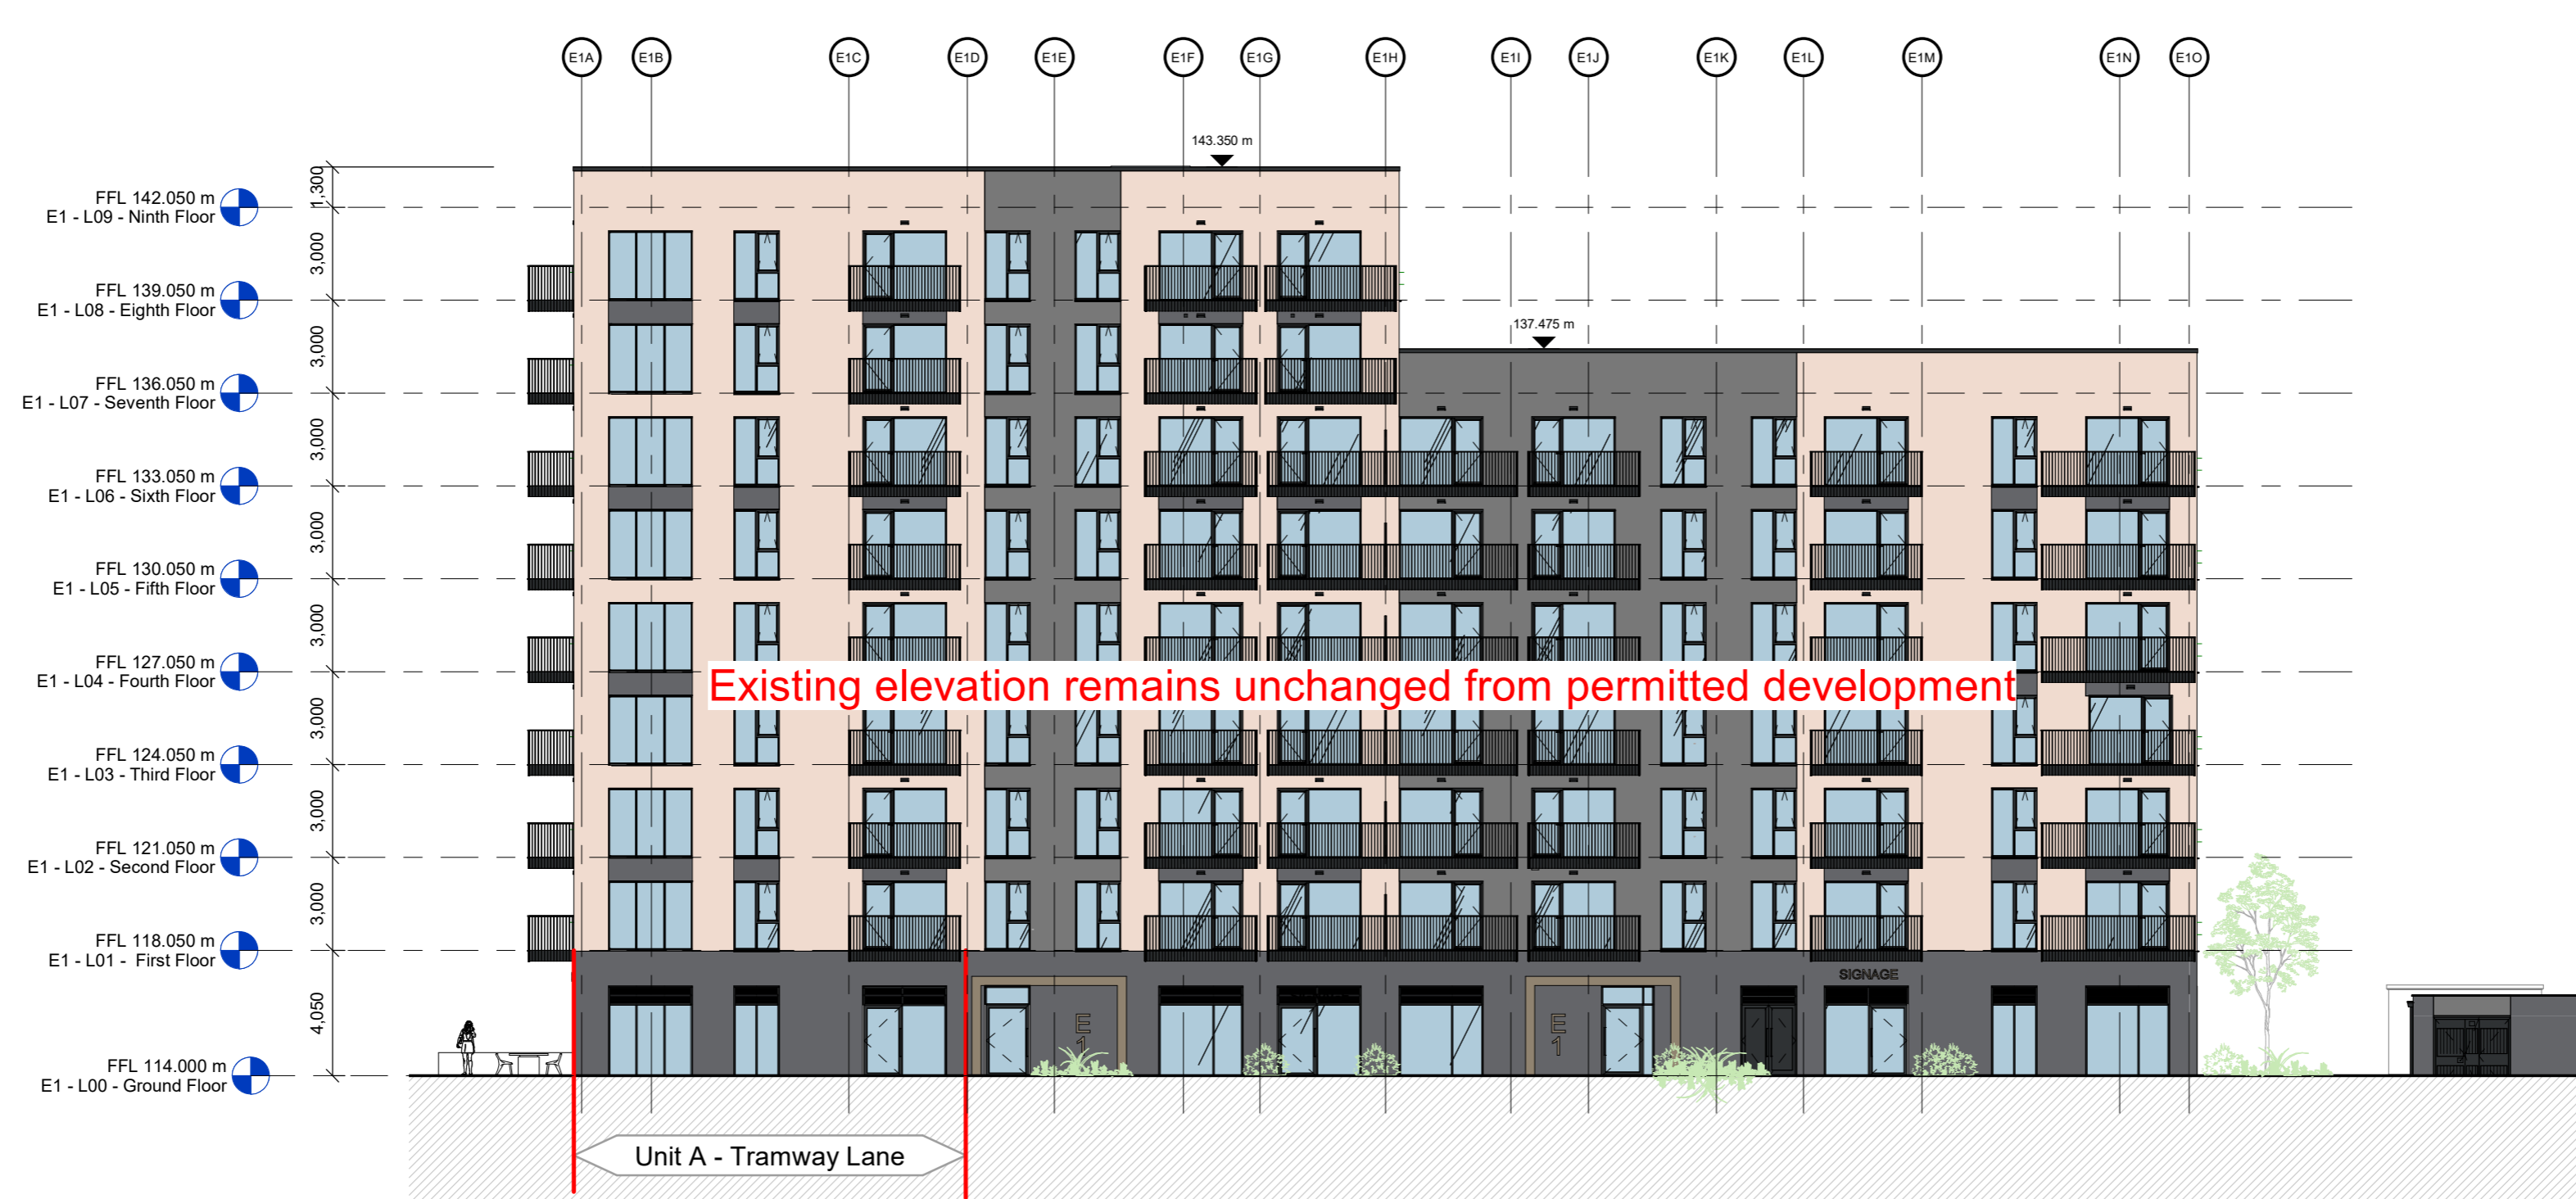 E1A E1B E1C E1D E1E E1F E1G E1H E1I E1J E1K E1L E1M E1N E1O
143.350 m
1,300
FFL 142.050 m
E1 - L09 - Ninth Floor
3,000
FFL 139.050 m
E1 - L08 - Eighth Floor
137.475 m
3,000
FFL 136.050 m
E1 - L07 - Seventh Floor
3,000
FFL 133.050 m
E1 - L06 - Sixth Floor
3,000
FFL 130.050 m
E1 - L05 - Fifth Floor
3,000
FFL 127.050 m
E1 - L04 - Fourth Floor
Existing elevation remains unchanged from permitted development
3,000
FFL 124.050 m
E1 - L03 - Third Floor
3,000
FFL 121.050 m
E1 - L02 - Second Floor
3,000
FFL 118.050 m
E1 - L01 - First Floor
SIGNAGE
4,050
E
1
E
1
FFL 114.000 m
E1 - L00 - Ground Floor
Unit A - Tramway Lane